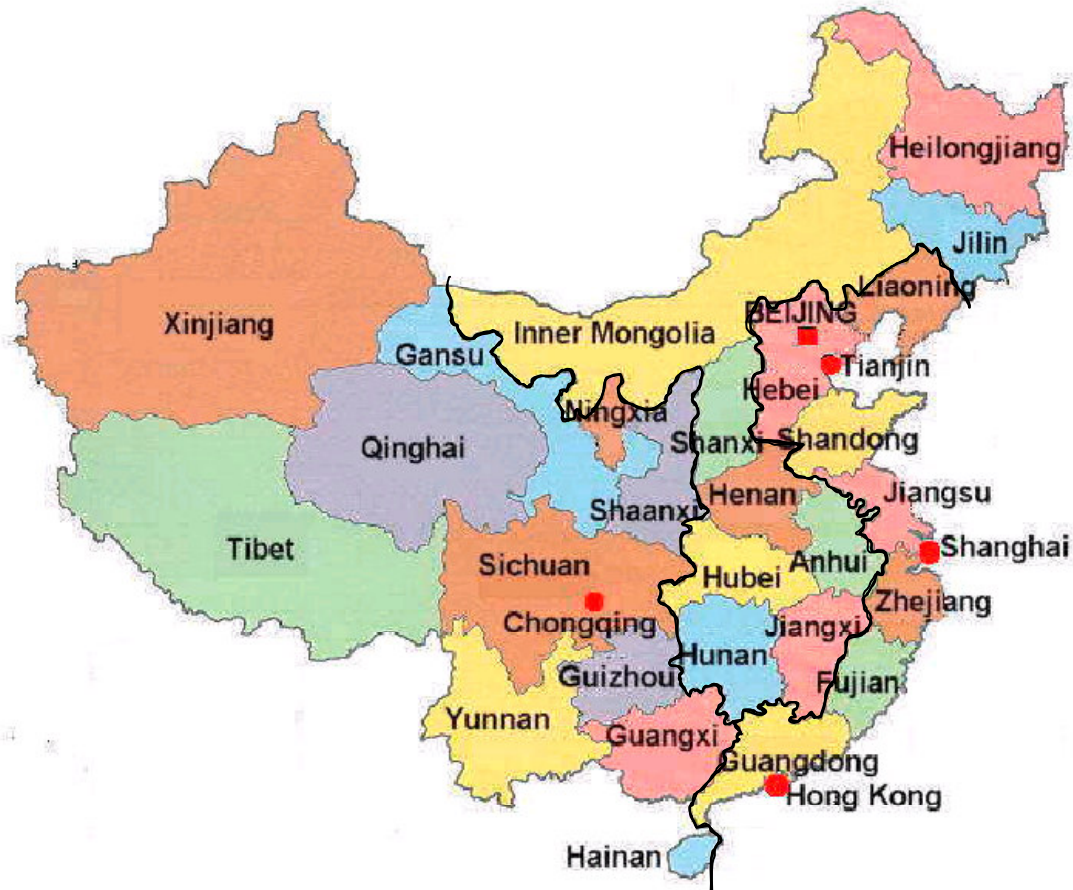 Heilongjiang
Jilin
Liaoning
BEIJING
Xinjiang
Inner Mongolia
Gansu
Tianjin
Hebei
Ningxia
Shanxi
Shandong
Qinghai
Henan
Jiangsu
Shaanxi
Tibet
Shanghai
Sichuan
Anhui
Hubei
Zhejiang
Chongqing
Jiangxi
Hunan
Guizhou
Fujian
Yunnan
Guangxi
Guangdong
Hong Kong
Hainan